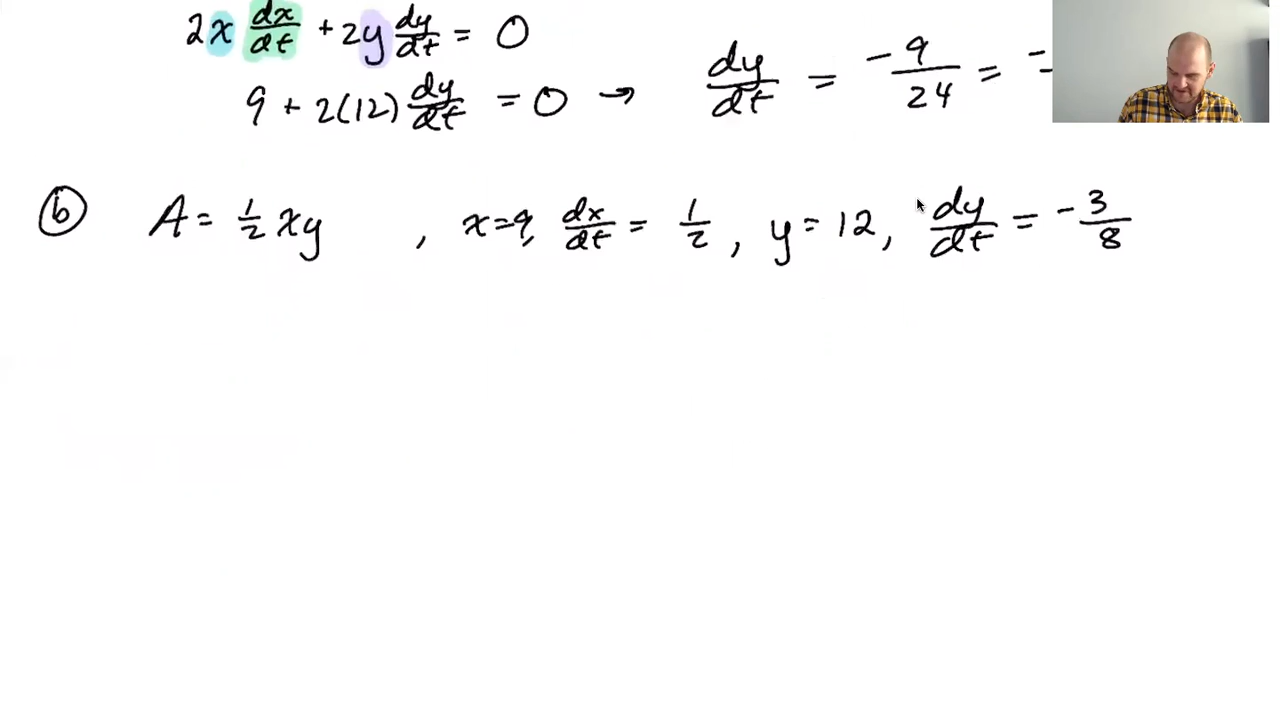 2x dx/dt + 2y dy/dt = 0
9 + 2(12) dy/dt = 0 → dy/dt = -9/24 = -
ⓑ A = 1/2 xy , x=9, dx/dt = 1/2, y = 12, dy/dt = -3/8